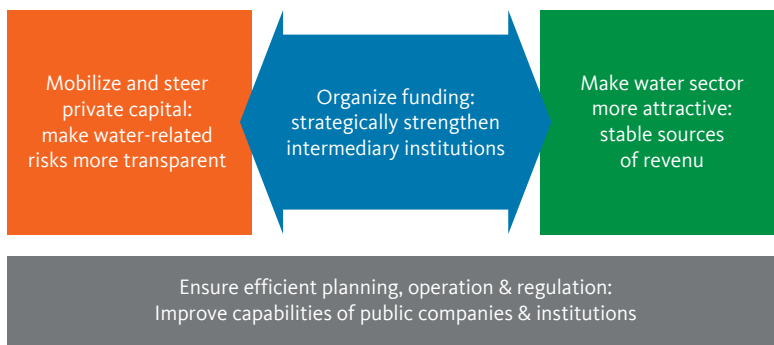 Mobilize and steer
private capital:
make water-related
risks more transparent
Organize funding:
strategically strengthen
intermediary institutions
Make water sector
more attractive:
stable sources
of revenu
Ensure efficient planning, operation & regulation:
Improve capabilities of public companies & institutions